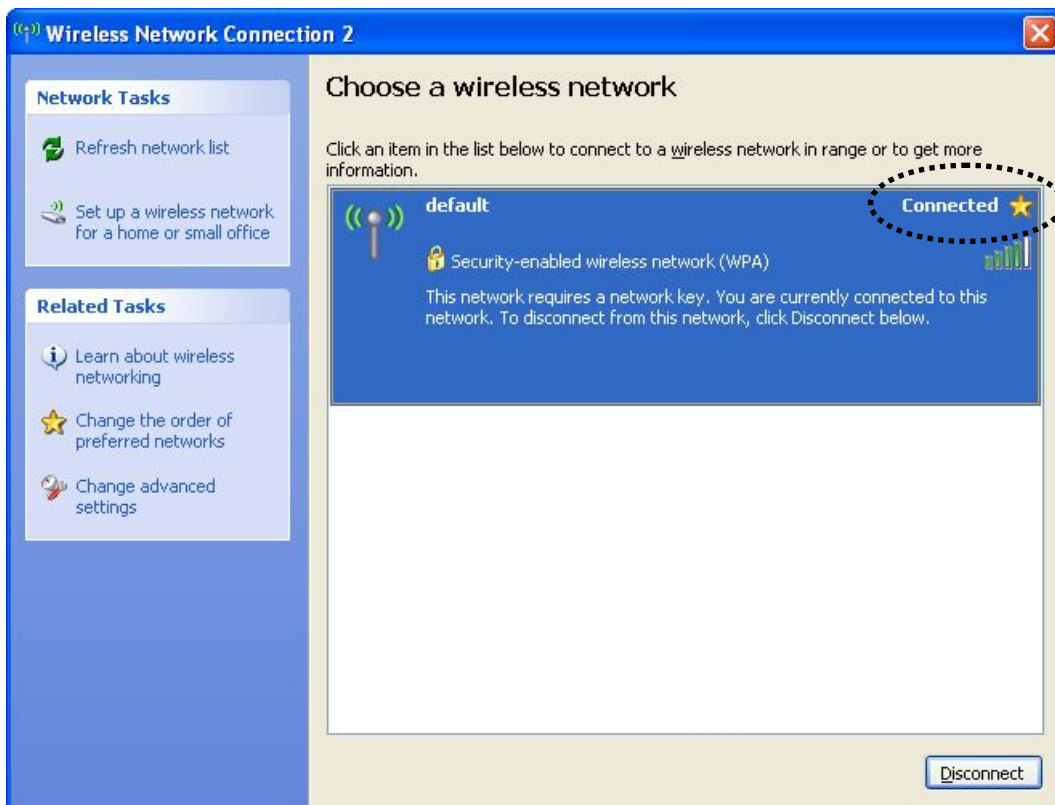 Wireless Network Connection 2
Network Tasks
Refresh network list
Set up a wireless network
for a home or small office
Related Tasks
Learn about wireless
networking
Change the order of
preferred networks
Change advanced
settings
Choose a wireless network
Click an item in the list below to connect to a wireless network in range or to get more
information.
default
Connected
Security-enabled wireless network (WPA)
This network requires a network key. You are currently connected to this
network. To disconnect from this network, click Disconnect below.
Disconnect